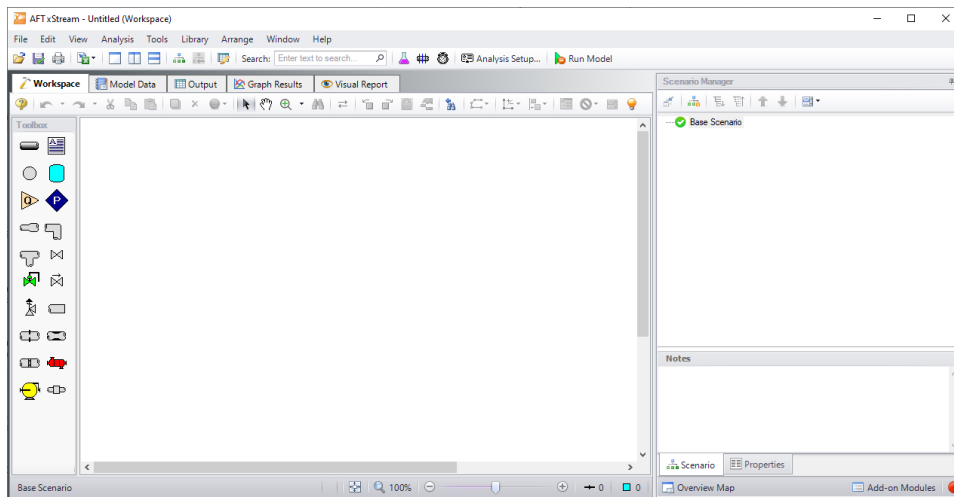 AFT xStream - Untitled (Workspace)
File Edit View Analysis Tools Library Arrange Window Help
Search: Enter text to search... Analysis Setup... Run Model
Workspace Model Data Output Graph Results Visual Report
Scenario Manager
Toolbox
Base Scenario
Q P
Notes
Scenario Properties
Base Scenario 100% 0 0 Overview Map Add-on Modules